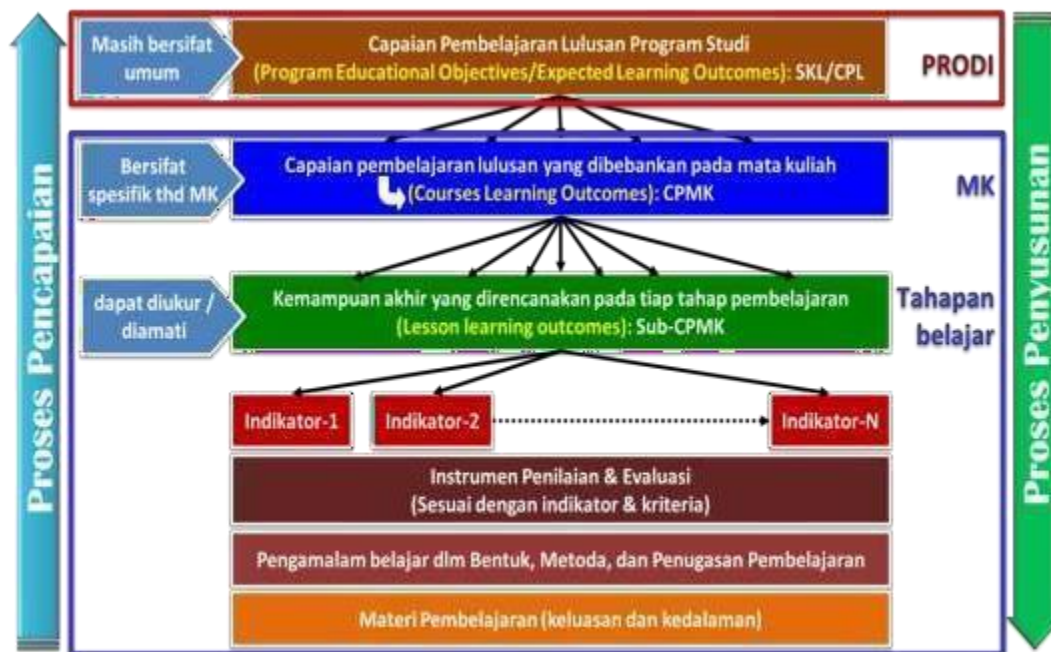 Proses Pencapaian
Masih bersifat
umum
Capaian Pembelajaran Lulusan Program Studi
(Program Educational Objectives/Expected Learning Outcomes): SKL/CPL
PRODI
Bersifat
spesifik thd MK
Capaian pembelajaran lulusan yang dibebankan pada mata kuliah
(Courses Learning Outcomes): CPMK
MK
dapat diukur /
diamati
Kemampuan akhir yang direncanakan pada tiap tahap pembelajaran
(Lesson learning outcomes): Sub-CPMK
Tahapan
belajar
Indikator-1
Indikator-2
Indikator-N
Instrumen Penilaian & Evaluasi
(Sesuai dengan indikator & kriteria)
Pengamalam belajar dlm Bentuk, Metoda, dan Penugasan Pembelajaran
Materi Pembelajaran (keluasan dan kedalaman)
Proses Penyusunan